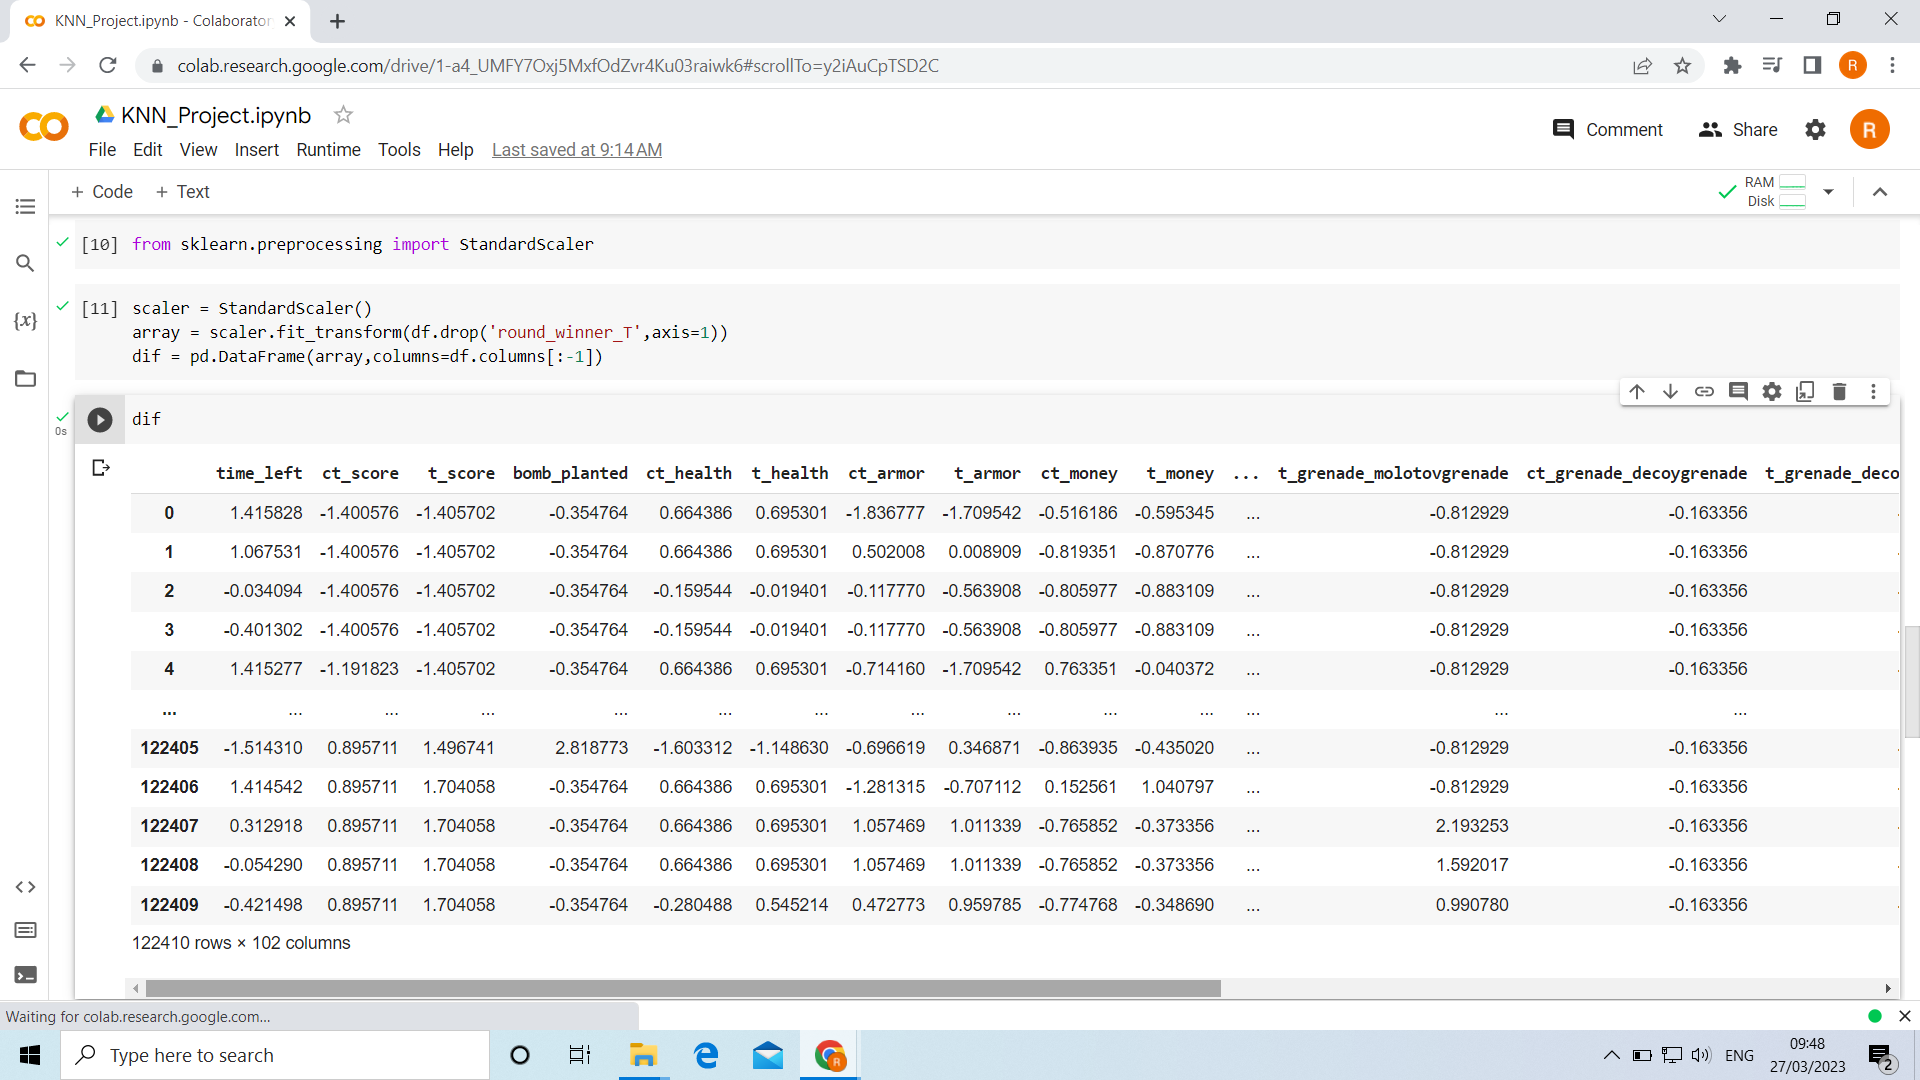 KNN_Project.ipynb - Colaborator
colab.research.google.com/drive/1-a4_UMFY7Oxj5MxfOdZvr4Ku03raiwk6#scrollTo=y2iAuCpTSD2C
R
KNN_Project.ipynb
Comment Share R
File Edit View Insert Runtime Tools Help Last saved at 9:14 AM
+ Code + Text
RAM
Disk
[10] from sklearn.preprocessing import StandardScaler
[11] scaler = StandardScaler()
array = scaler.fit_transform(df.drop('round_winner_T',axis=1))
dif = pd.DataFrame(array,columns=df.columns[:-1])
dif
0s
time_left ct_score t_score bomb_planted ct_health t_health ct_armor t_armor ct_money t_money ... t_grenade_molotovgrenade ct_grenade_decoygrenade t_grenade_deco
0 1.415828 -1.400576 -1.405702 -0.354764 0.664386 0.695301 -1.836777 -1.709542 -0.516186 -0.595345 ... -0.812929 -0.163356
1 1.067531 -1.400576 -1.405702 -0.354764 0.664386 0.695301 0.502008 0.008909 -0.819351 -0.870776 ... -0.812929 -0.163356
2 -0.034094 -1.400576 -1.405702 -0.354764 -0.159544 -0.019401 -0.117770 -0.563908 -0.805977 -0.883109 ... -0.812929 -0.163356
3 -0.401302 -1.400576 -1.405702 -0.354764 -0.159544 -0.019401 -0.117770 -0.563908 -0.805977 -0.883109 ... -0.812929 -0.163356
4 1.415277 -1.191823 -1.405702 -0.354764 0.664386 0.695301 -0.714160 -1.709542 0.763351 -0.040372 ... -0.812929 -0.163356
... ... ... ... ... ... ... ... ... ... ... ... ... ...
122405 -1.514310 0.895711 1.496741 2.818773 -1.603312 -1.148630 -0.696619 0.346871 -0.863935 -0.435020 ... -0.812929 -0.163356
122406 1.414542 0.895711 1.704058 -0.354764 0.664386 0.695301 -1.281315 -0.707112 0.152561 1.040797 ... -0.812929 -0.163356
122407 0.312918 0.895711 1.704058 -0.354764 0.664386 0.695301 1.057469 1.011339 -0.765852 -0.373356 ... 2.193253 -0.163356
122408 -0.054290 0.895711 1.704058 -0.354764 0.664386 0.695301 1.057469 1.011339 -0.765852 -0.373356 ... 1.592017 -0.163356
122409 -0.421498 0.895711 1.704058 -0.354764 -0.280488 0.545214 0.472773 0.959785 -0.774768 -0.348690 ... 0.990780 -0.163356
122410 rows × 102 columns
Waiting for colab.research.google.com...
Type here to search
R
ENG
09:48
27/03/2023
2